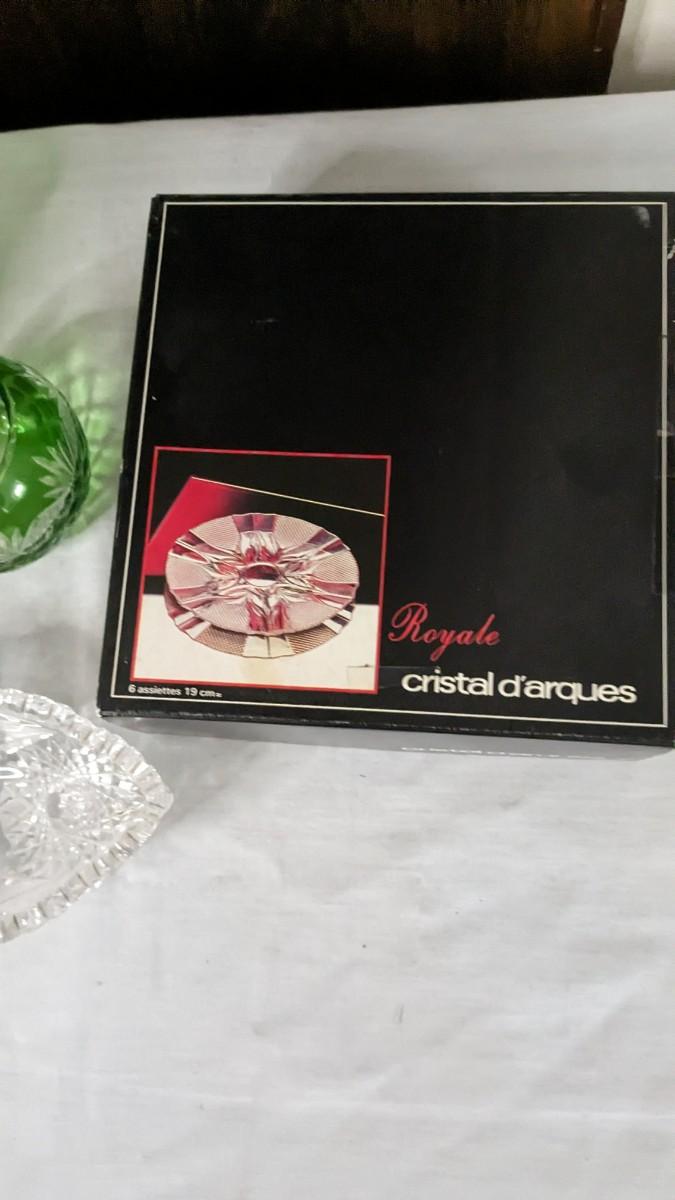 Royale
cristal d'arques
6 assiettes 19 cm